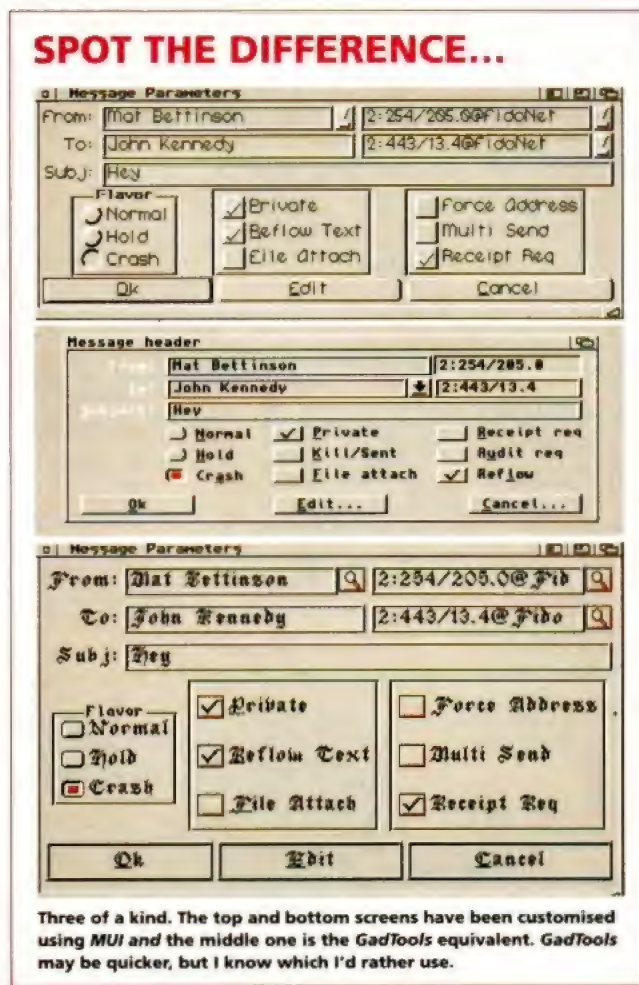 SPOT THE DIFFERENCE...
Message Parameters
From: Mat Bettinson 2:254/205.0@FidoNet
To: John Kennedy 2:443/13.4@FidoNet
Subj: Hey
Flavor
Normal Private Force Address
Hold Reflow Text Multi Send
Crash File Attach Receipt Req
Ok Edit Cancel
Message header
From: Mat Bettinson 2:254/205.0
To: John Kennedy 2:443/13.4
Subject: Hey
Normal Private Receipt req
Hold Kill/Sent Audit req
Crash File attach Reflow
Ok Edit... Cancel...
Message Parameters
From: Mat Bettinson 2:254/205.0@Fid
To: John Kennedy 2:443/13.4@Fido
Subj: Hey
Flavor
Normal Private Force Address
Hold Reflow Text Multi Send
Crash File Attach Receipt Req
Ok Edit Cancel
Three of a kind. The top and bottom screens have been customised
using MUI and the middle one is the GadTools equivalent. GadTools
may be quicker, but I know which I'd rather use.